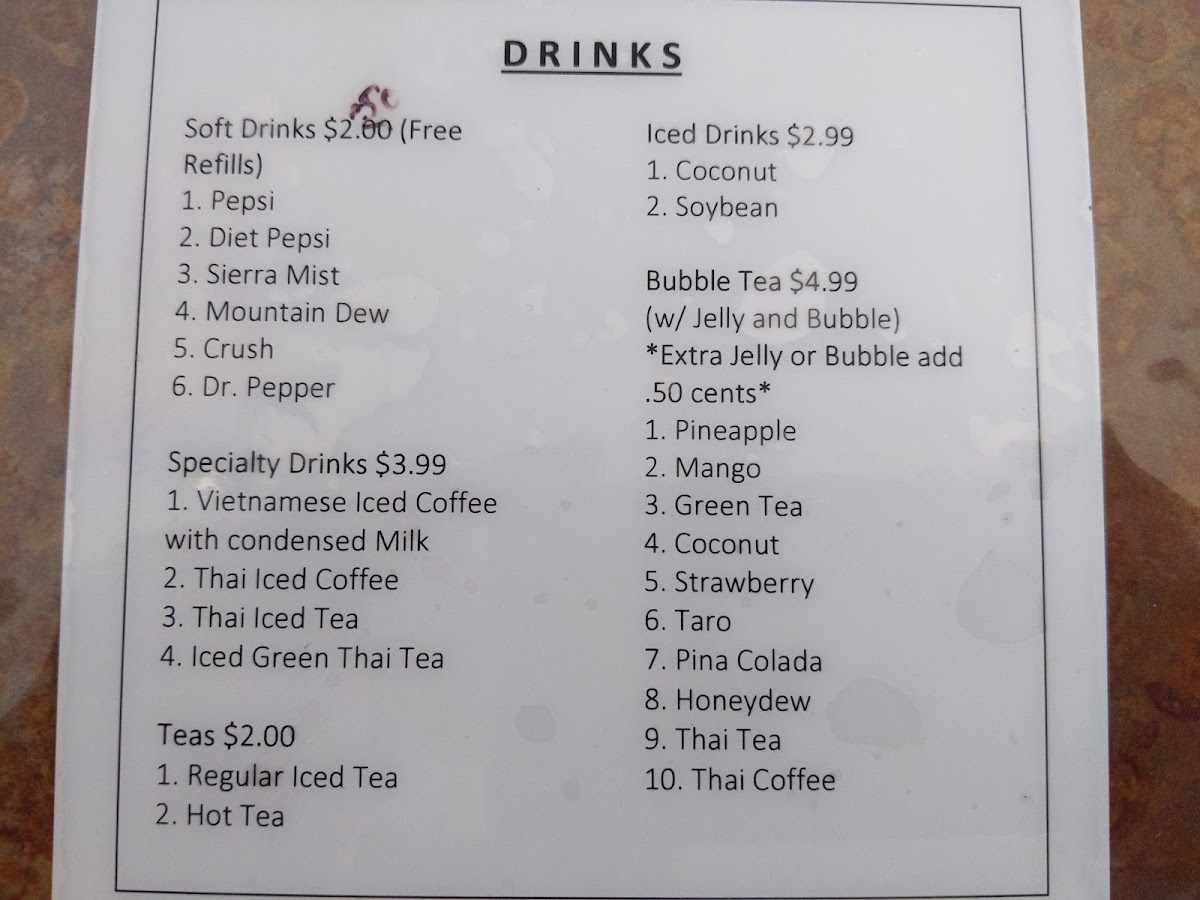 DRINKS
Soft Drinks $2.00 (Free
Refills)
1. Pepsi
2. Diet Pepsi
3. Sierra Mist
4. Mountain Dew
5. Crush
6. Dr. Pepper
Specialty Drinks $3.99
1. Vietnamese Iced Coffee
with condensed Milk
2. Thai Iced Coffee
3. Thai Iced Tea
4. Iced Green Thai Tea
Teas $2.00
1. Regular Iced Tea
2. Hot Tea
Iced Drinks $2.99
1. Coconut
2. Soybean
Bubble Tea $4.99
(w/ Jelly and Bubble)
*Extra Jelly or Bubble add
.50 cents*
1. Pineapple
2. Mango
3. Green Tea
4. Coconut
5. Strawberry
6. Taro
7. Pina Colada
8. Honeydew
9. Thai Tea
10. Thai Coffee